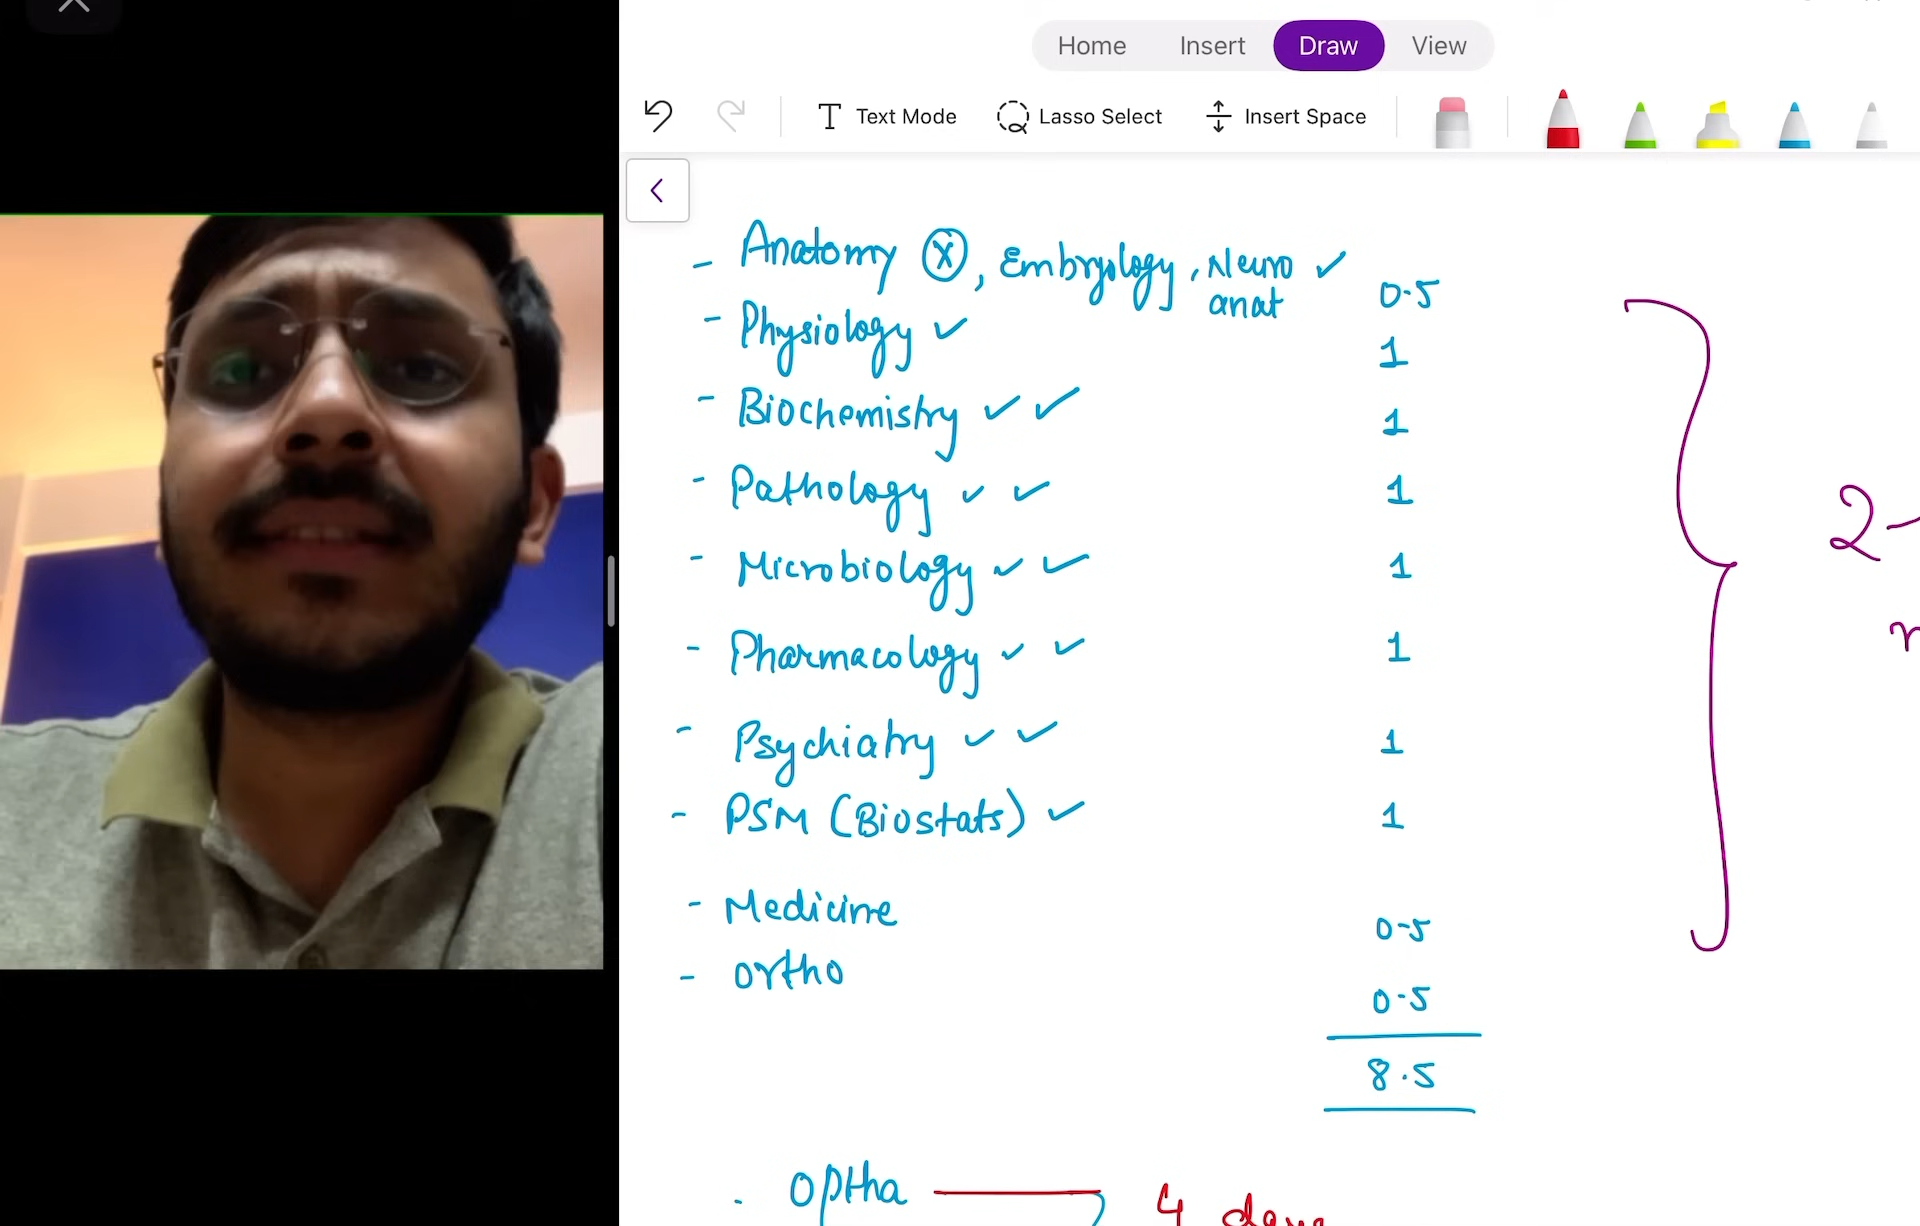 Home Insert Draw View
Text Mode Lasso Select Insert Space
- Anatomy (X), Embryology, Neuro ✓
anat 0.5
- Physiology ✓ 1
- Biochemistry ✓ ✓ 1
- Pathology ✓ ✓ 1
- Microbiology ✓ ✓ 1
- Pharmacology ✓ ✓ 1
- Psychiatry ✓ ✓ 1
- PSM (Biostats) ✓ 1
- Medicine 0.5
- Ortho 0.5
8.5
2-
. Optha 4 days